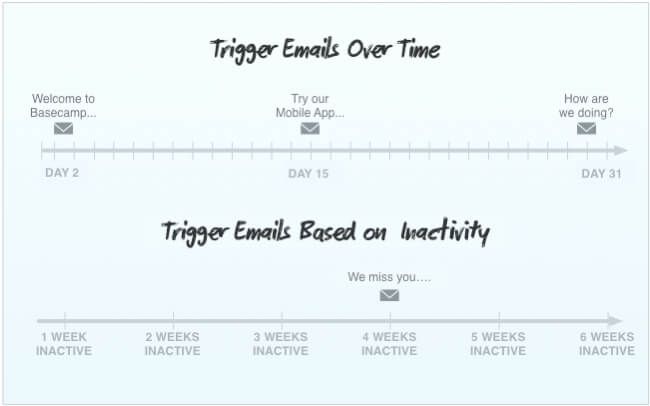 Trigger Emails Over Time
Welcome to
Basecamp...
Try our
Mobile App...
How are
we doing?
DAY 2
DAY 15
DAY 31
Trigger Emails Based on Inactivity
We miss you....
1 WEEK
INACTIVE
2 WEEKS
INACTIVE
3 WEEKS
INACTIVE
4 WEEKS
INACTIVE
5 WEEKS
INACTIVE
6 WEEKS
INACTIVE